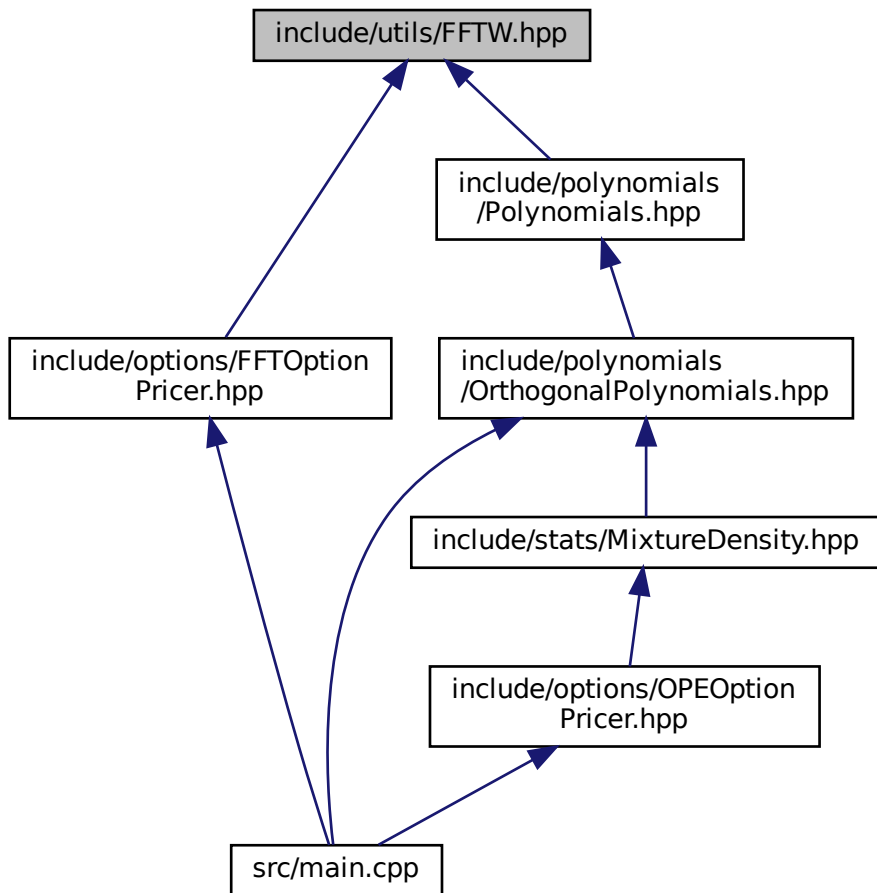 include/utils/FFTW.hpp
include/polynomials
/Polynomials.hpp
include/options/FFTOption
Pricer.hpp
include/polynomials
/OrthogonalPolynomials.hpp
include/stats/MixtureDensity.hpp
include/options/OPEOption
Pricer.hpp
src/main.cpp